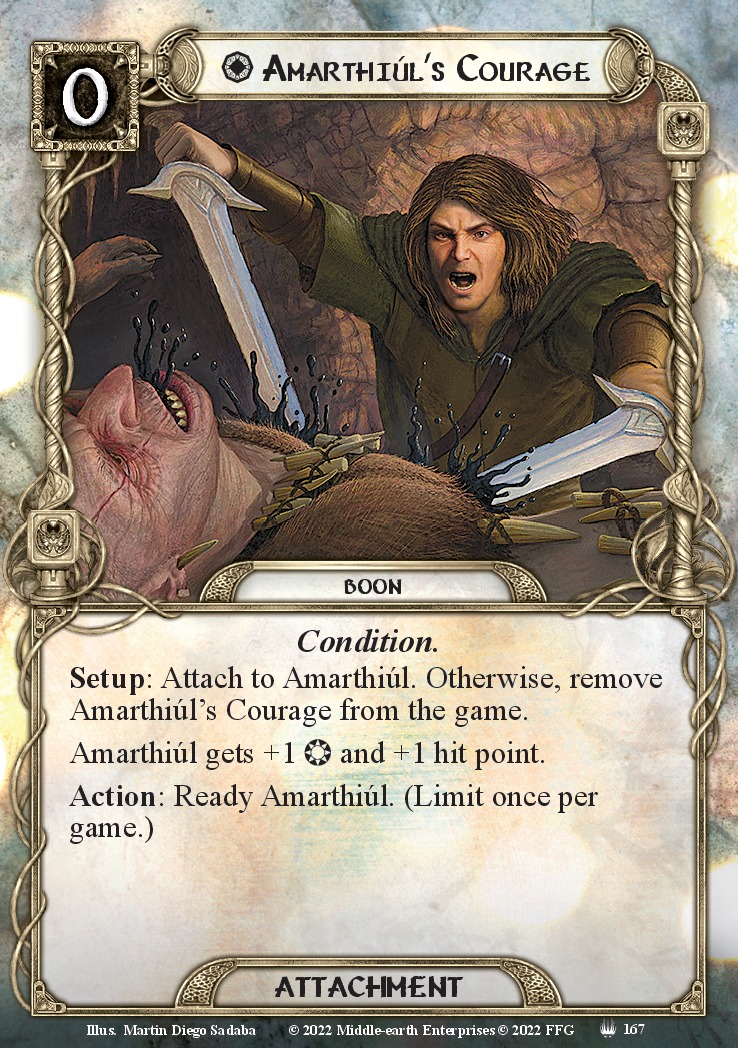 0
Amarthiúl's Courage
BOON
Condition.
Setup: Attach to Amarthiúl. Otherwise, remove
Amarthiúl's Courage from the game.
Amarthiúl gets +1 and +1 hit point.
Action: Ready Amarthiúl. (Limit once per
game.)
ATTACHMENT
Illus. Martin Diego Sadaba © 2022 Middle-earth Enterprises © 2022 FFG 167